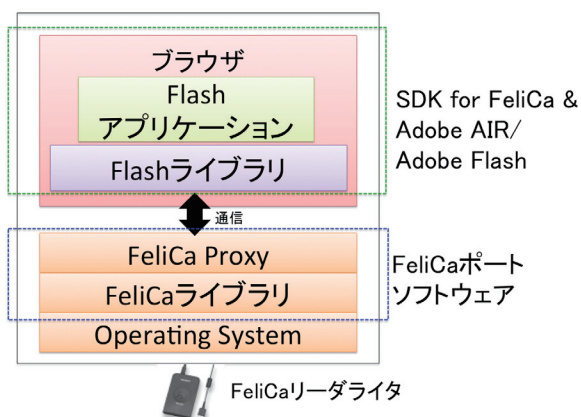 ブラウザ
Flash
アプリケーション
Flashライブラリ
SDK for FeliCa &
Adobe AIR/
Adobe Flash
通信
FeliCa Proxy
FeliCaライブラリ
Operating System
FeliCaポート
ソフトウェア
FeliCaリーダライタ